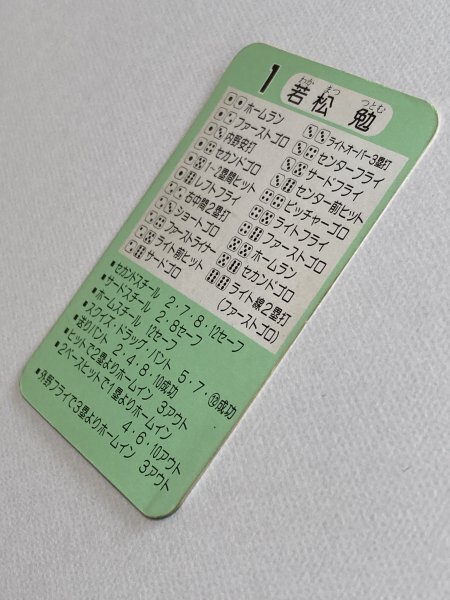 1 若松 勉
わか まつ つとむ
ホームラン
ファーストゴロ
内野安打
セカンドゴロ
1-2塁間ヒット
レフトフライ
右中間2塁打
ショートゴロ
ファーストライナー
ライト前ヒット
サードゴロ
ライトオーバー3塁打
センターフライ
サードフライ
センター前ヒット
ピッチャーゴロ
ライトフライ
ファーストゴロ
ホームラン
セカンドゴロ
ライト線2塁打
(ファーストゴロ)
■セカンドスチール 2・7・8・12セーフ
■サードスチール 2・8セーフ
■ホームスチール 12セーフ
■スクイズ・ドラッグ・バント 5・7・⑫成功
■送りバント 2・4・8・10成功
■ヒットで2塁よりホームイン 3アウト
■2ベースヒットで1塁よりホームイン 4・6・10アウト
■外野フライで3塁よりホームイン 3アウト